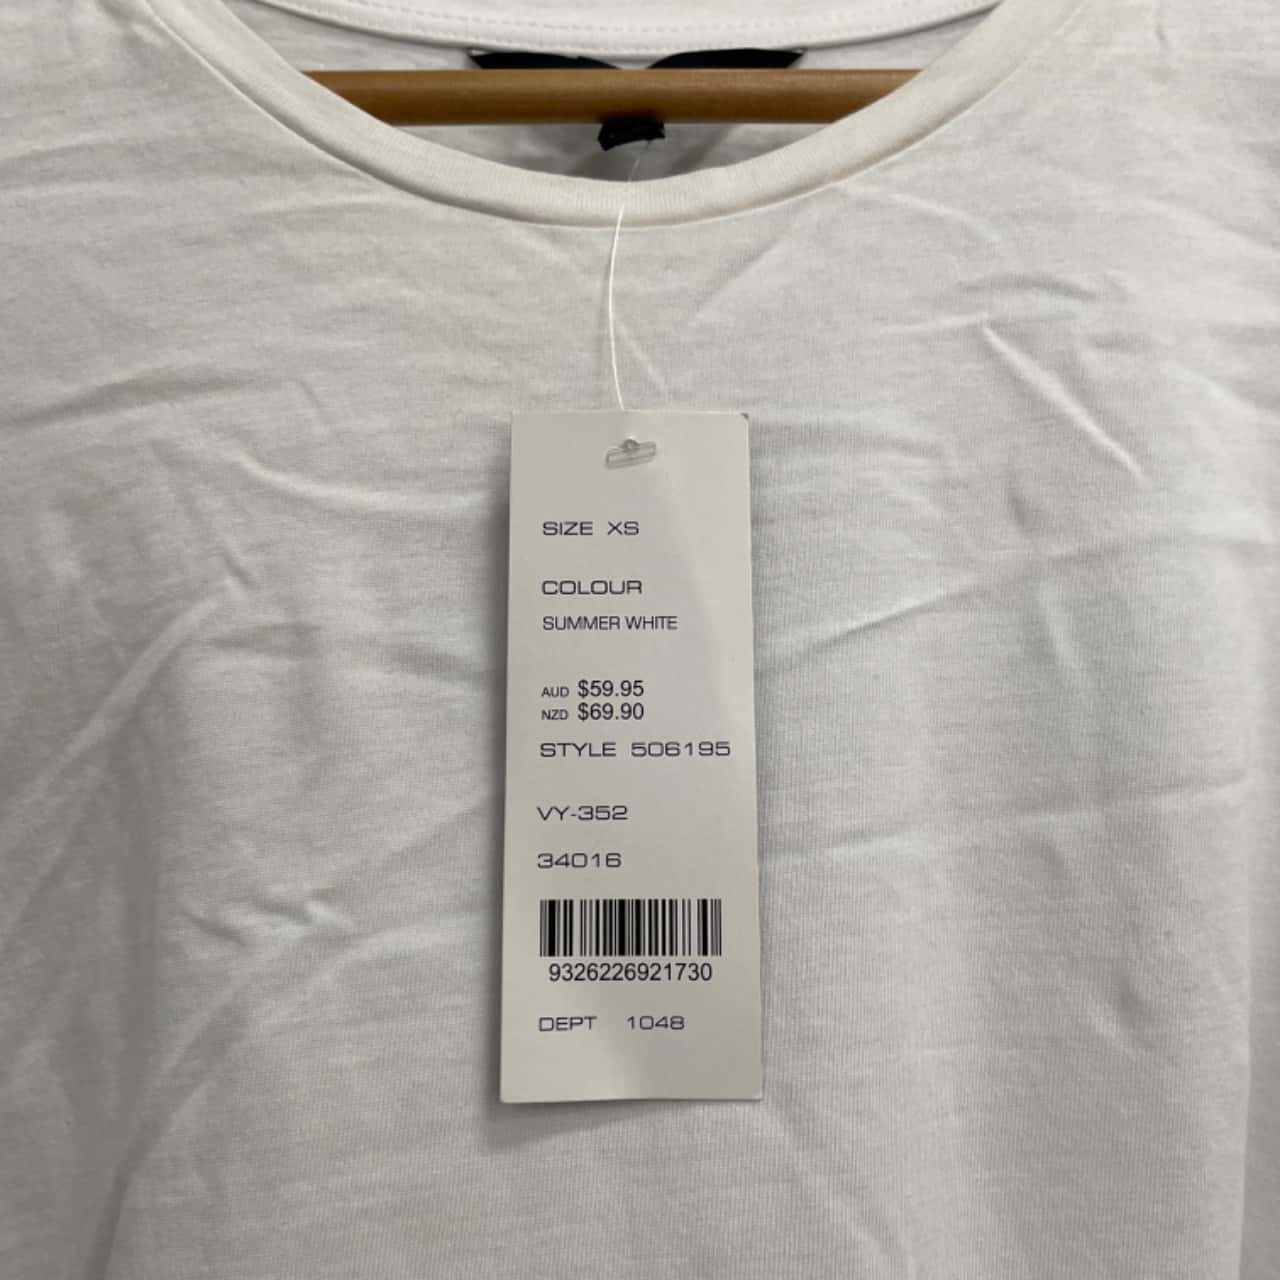 SIZE XS
COLOUR
SUMMER WHITE
AUD $59.95
NZD $69.90
STYLE 506195
VY-352
34016
9326226921730
DEPT 1048